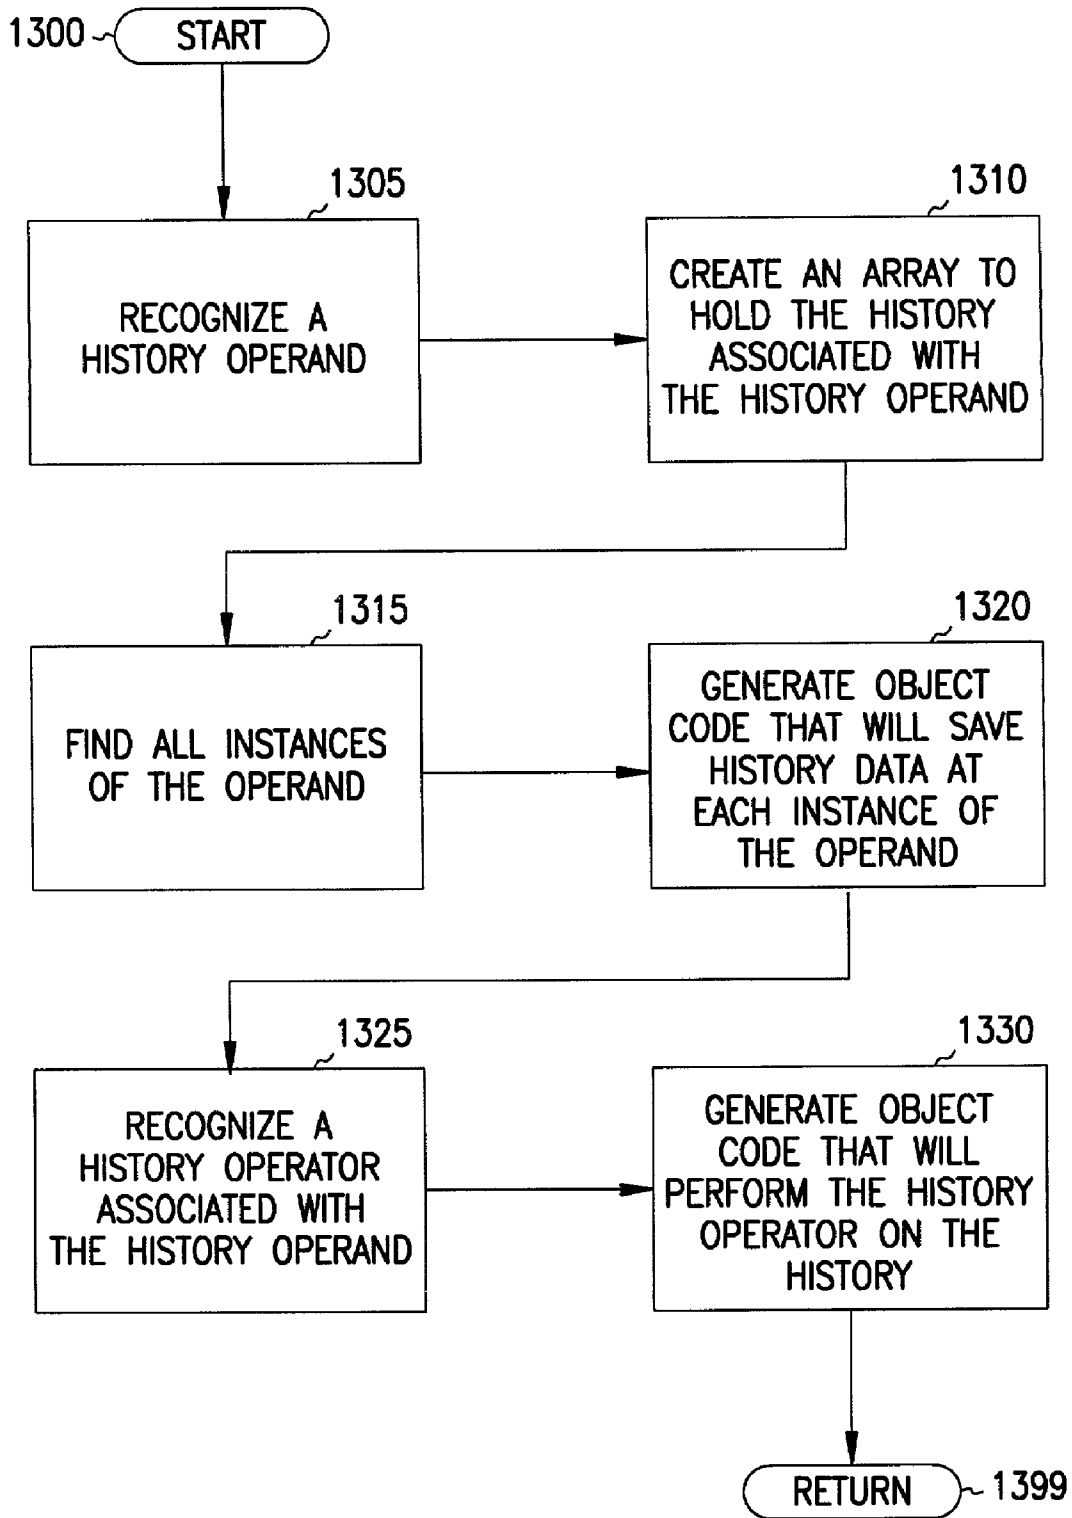 1300
START
1305
RECOGNIZE A
HISTORY OPERAND
1310
CREATE AN ARRAY TO
HOLD THE HISTORY
ASSOCIATED WITH
THE HISTORY OPERAND
1315
FIND ALL INSTANCES
OF THE OPERAND
1320
GENERATE OBJECT
CODE THAT WILL SAVE
HISTORY DATA AT
EACH INSTANCE OF
THE OPERAND
1325
RECOGNIZE A
HISTORY OPERATOR
ASSOCIATED WITH
THE HISTORY OPERAND
1330
GENERATE OBJECT
CODE THAT WILL
PERFORM THE HISTORY
OPERATOR ON THE
HISTORY
RETURN
1399